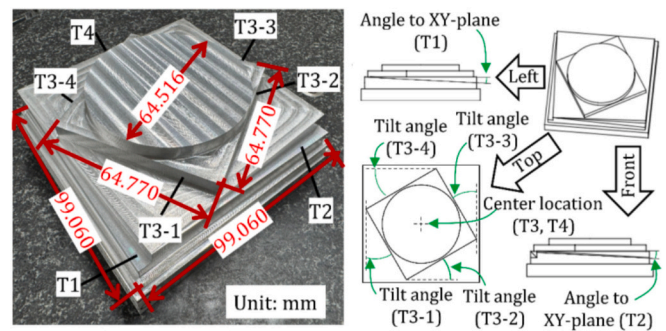 T4
T3-3
T3-4
T3-2
64.516
64.770
64.770
99.060
99.060
T3-1
T2
T1
Unit: mm
Angle to
XY-plane
(T1)
Left
Tilt angle
(T3-4)
Tilt angle
(T3-3)
Top
Front
Center location
(T3, T4)
Tilt angle
(T3-1)
Tilt angle
(T3-2)
Angle to
XY-plane (T2)